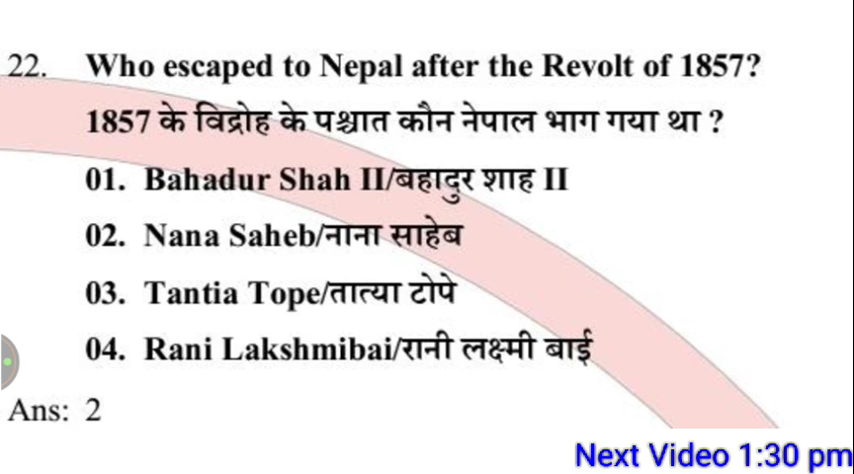 22. Who escaped to Nepal after the Revolt of 1857?
1857 के विद्रोह के पश्चात कौन नेपाल भाग गया था ?
01. Bahadur Shah II/बहादुर शाह II
02. Nana Saheb/नाना साहेब
03. Tantia Tope/तात्या टोपे
04. Rani Lakshmibai/रानी लक्ष्मी बाई
Ans: 2
Next Video 1:30 pm